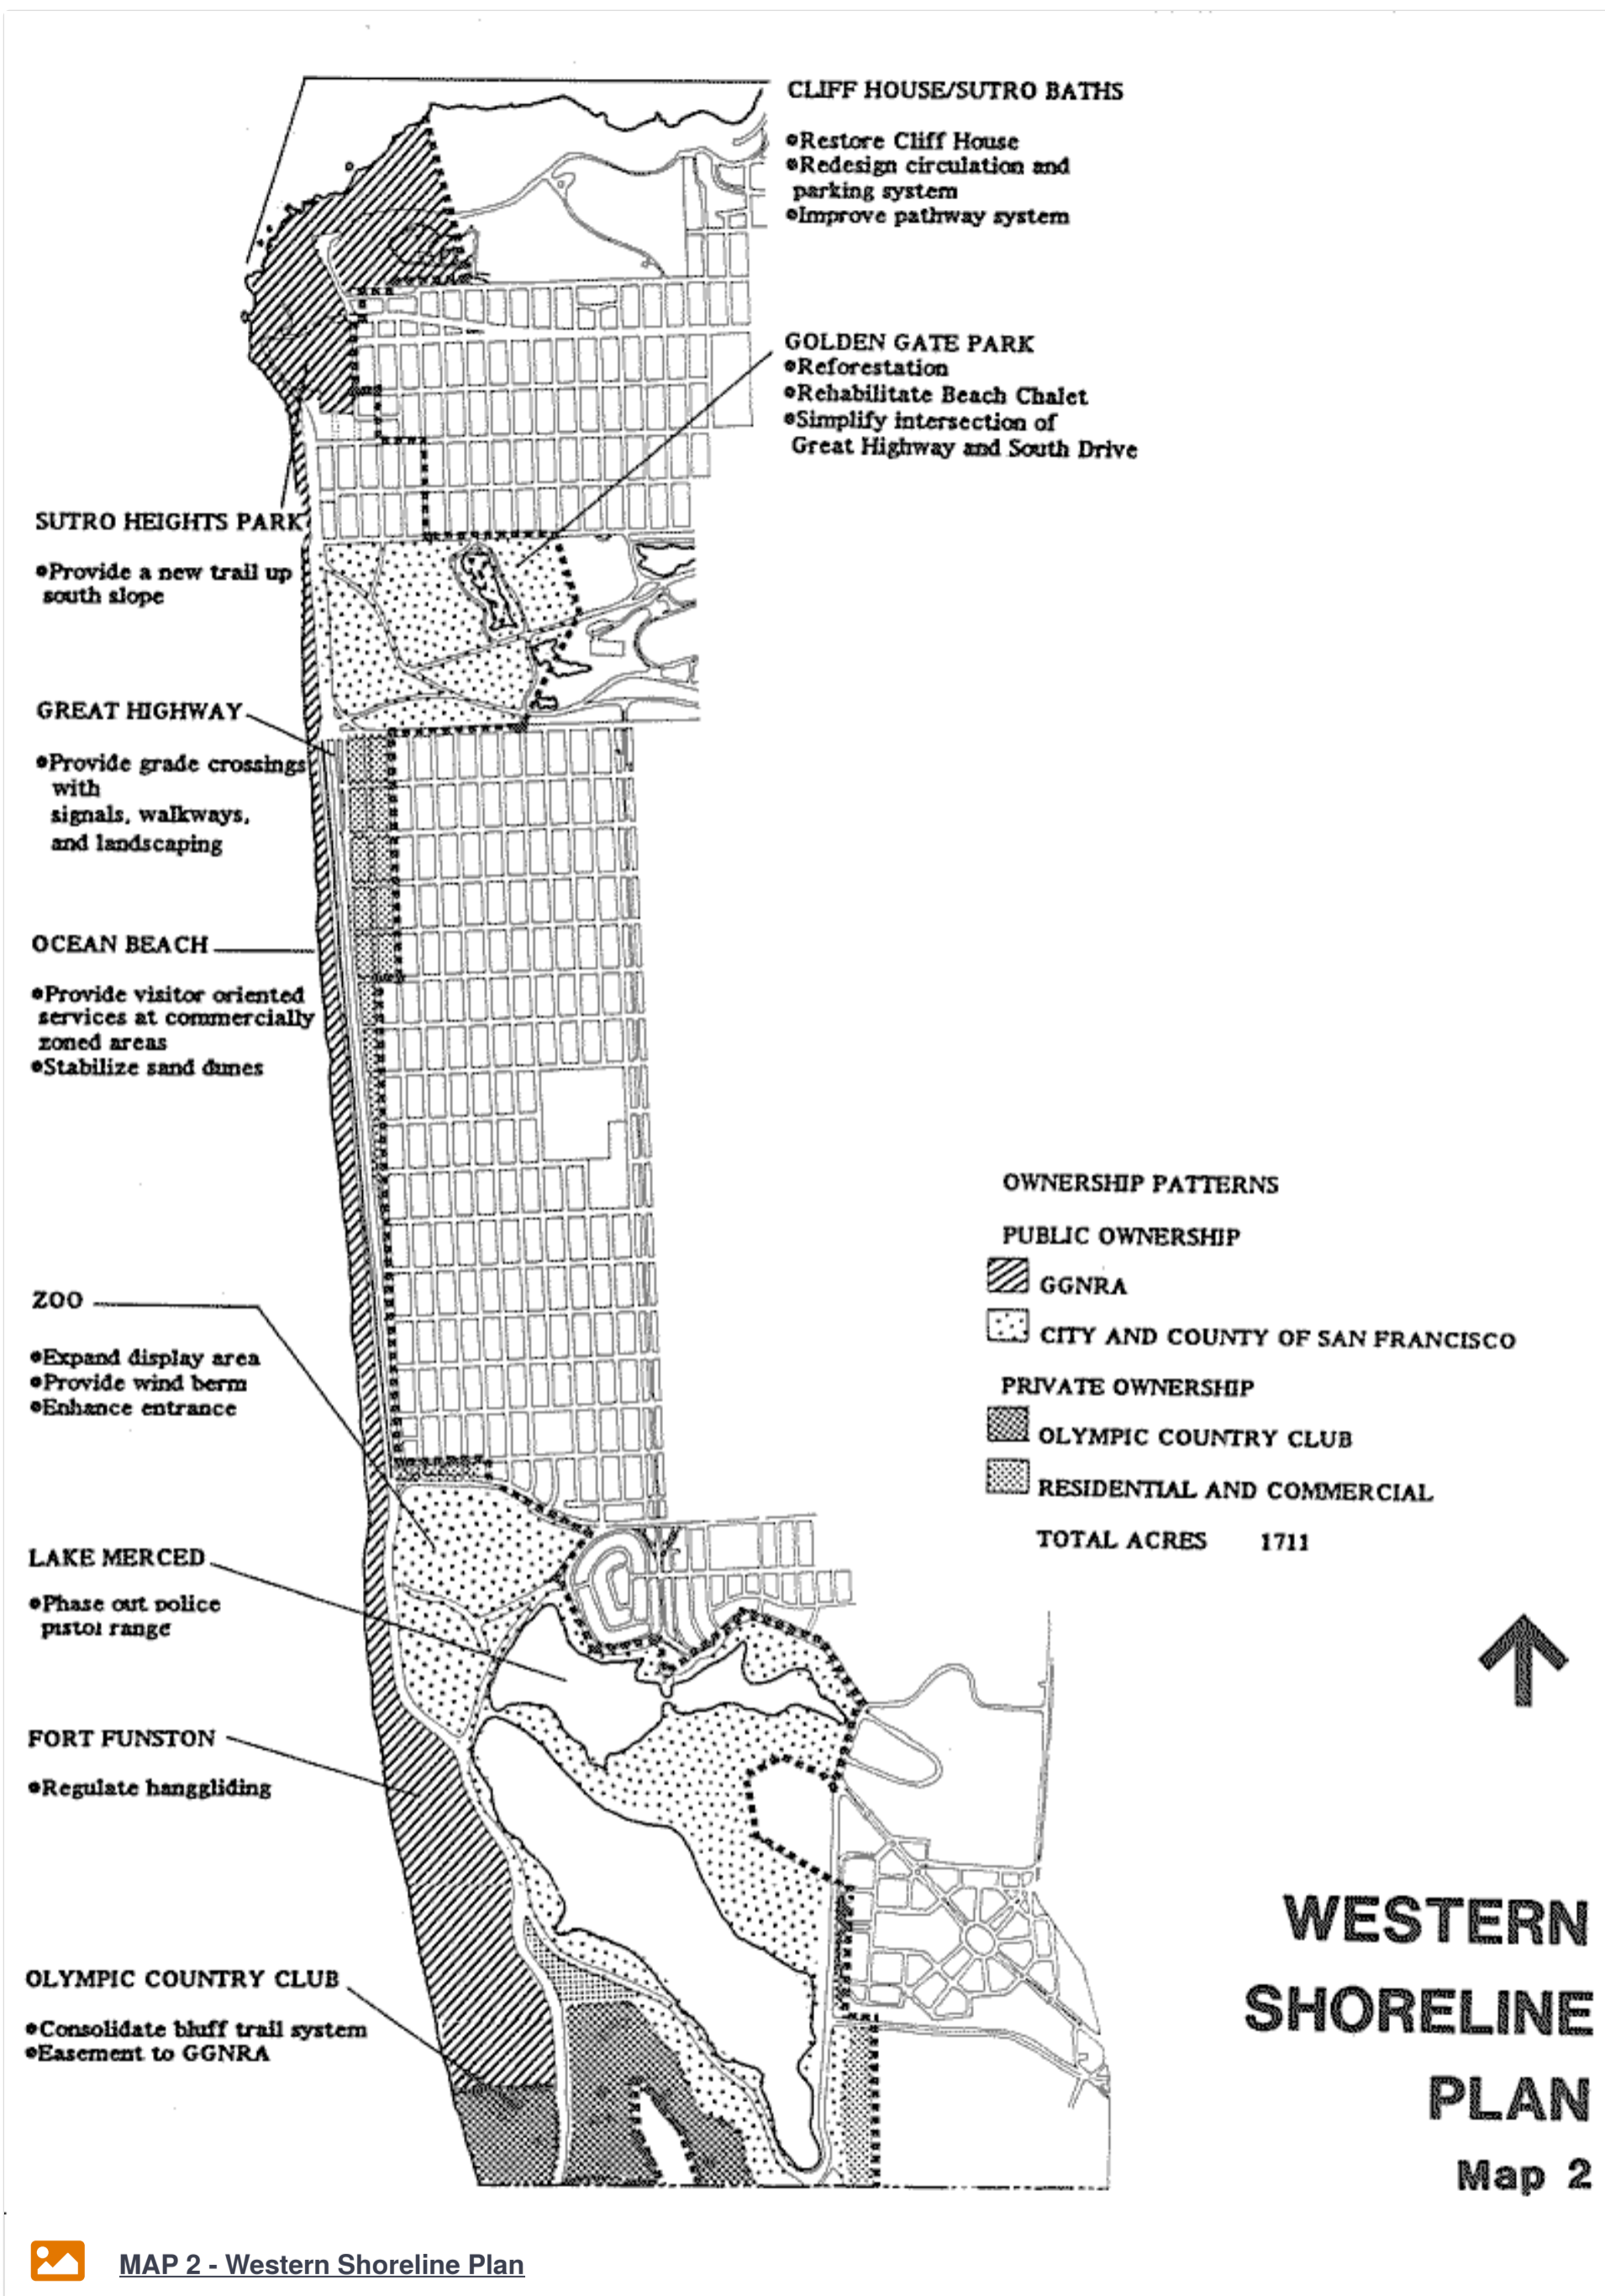 CLIFF HOUSE/SUTRO BATHS
•Restore Cliff House
•Redesign circulation and
parking system
•Improve pathway system
GOLDEN GATE PARK
•Reforestation
•Rehabilitate Beach Chalet
•Simplify intersection of
Great Highway and South Drive
SUTRO HEIGHTS PARK
•Provide a new trail up
south slope
GREAT HIGHWAY
•Provide grade crossings
with
signals, walkways,
and landscaping
OCEAN BEACH
•Provide visitor oriented
services at commercially
zoned areas
•Stabilize sand dunes
ZOO
•Expand display area
•Provide wind berm
•Enhance entrance
LAKE MERCED
•Phase out police
pistol range
FORT FUNSTON
•Regulate hanggliding
OLYMPIC COUNTRY CLUB
•Consolidate bluff trail system
•Easement to GGNRA
OWNERSHIP PATTERNS
PUBLIC OWNERSHIP
GGNRA
CITY AND COUNTY OF SAN FRANCISCO
PRIVATE OWNERSHIP
OLYMPIC COUNTRY CLUB
RESIDENTIAL AND COMMERCIAL
TOTAL ACRES 1711
WESTERN
SHORELINE
PLAN
Map 2
MAP 2 - Western Shoreline Plan